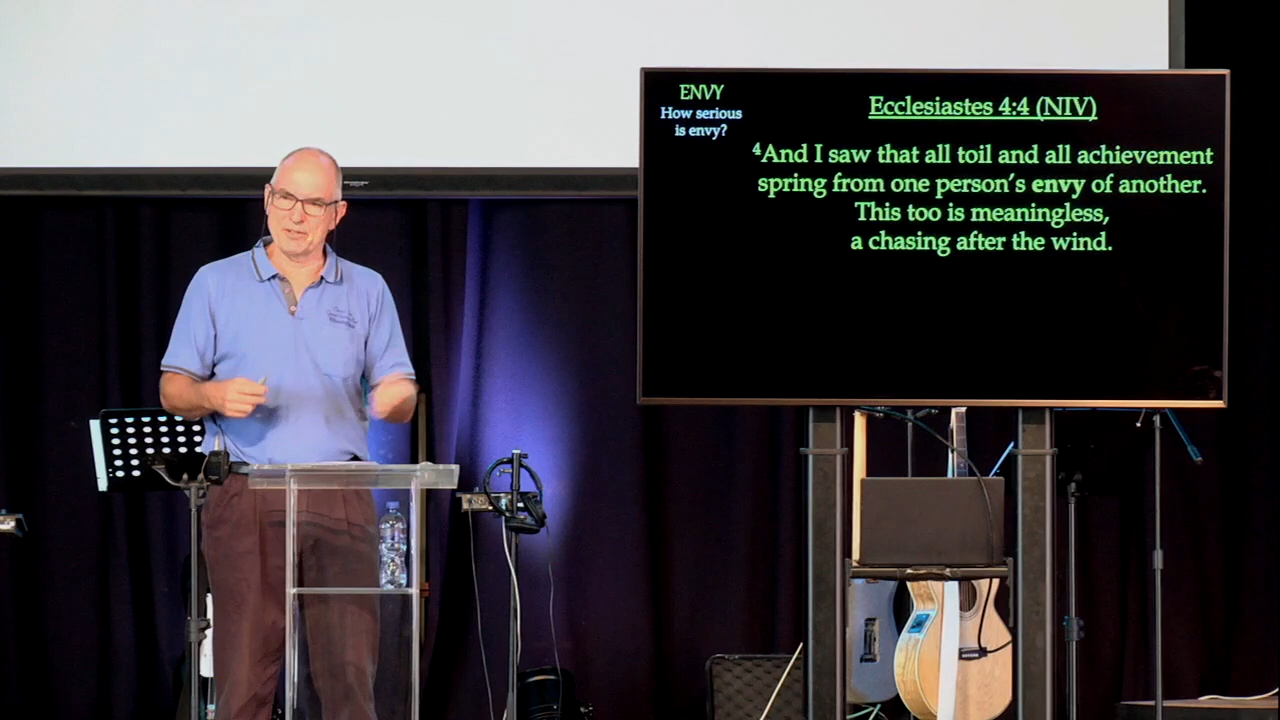 ENVY
How serious
is envy?
Ecclesiastes 4:4 (NIV)
⁴And I saw that all toil and all achievement
spring from one person's envy of another.
This too is meaningless,
a chasing after the wind.